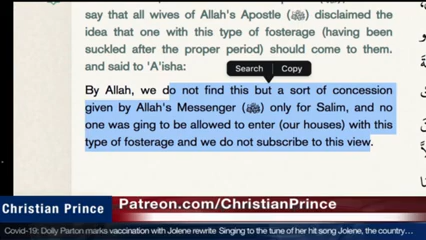 say that all wives of Allah's Apostle (ﷺ) disclaimed the
idea that one with this type of fosterage (having been
suckled after the proper period) should come to them.
and said to 'A'isha:
Search Copy
By Allah, we do not find this but a sort of concession
given by Allah's Messenger (ﷺ) only for Salim, and no
one was ging to be allowed to enter (our houses) with this
type of fosterage and we do not subscribe to this view.
Christian Prince
Patreon.com/ChristianPrince
Covid-19: Dolly Parton marks vaccination with Jolene rewrite Singing to the tune of her hit song Jolene, the country…